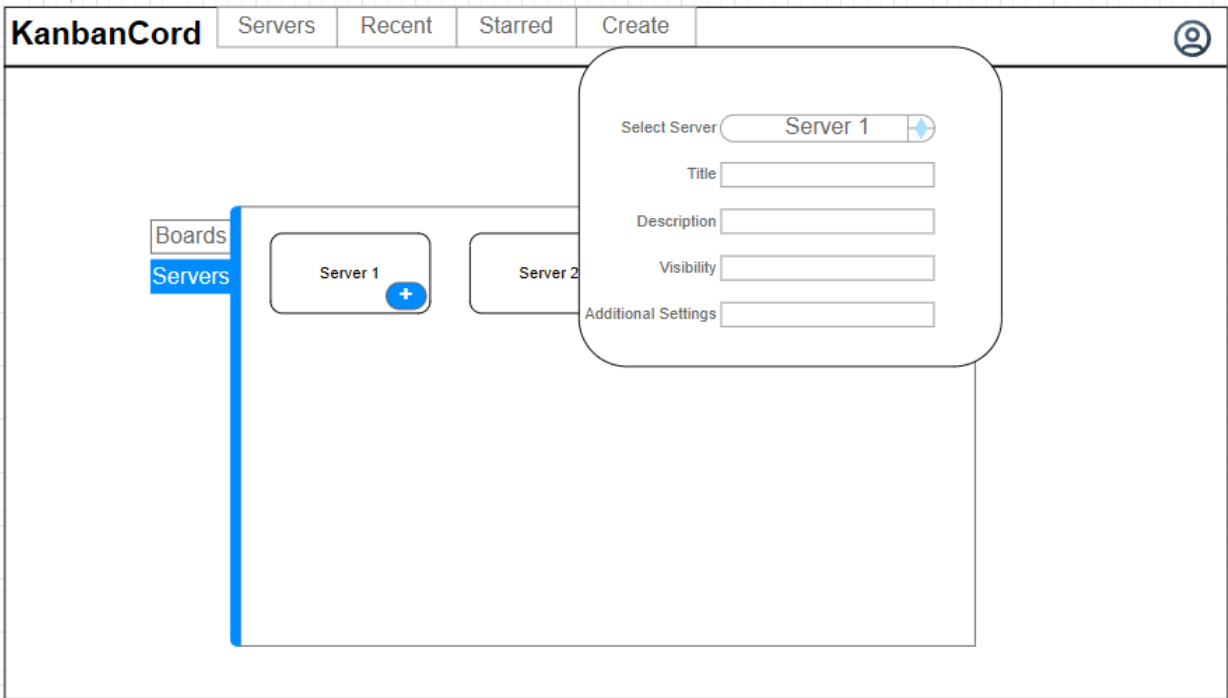 KanbanCord
Servers
Recent
Starred
Create
Select Server
Server 1
Title
Description
Visibility
Additional Settings
Boards
Servers
Server 1
+
Server 2